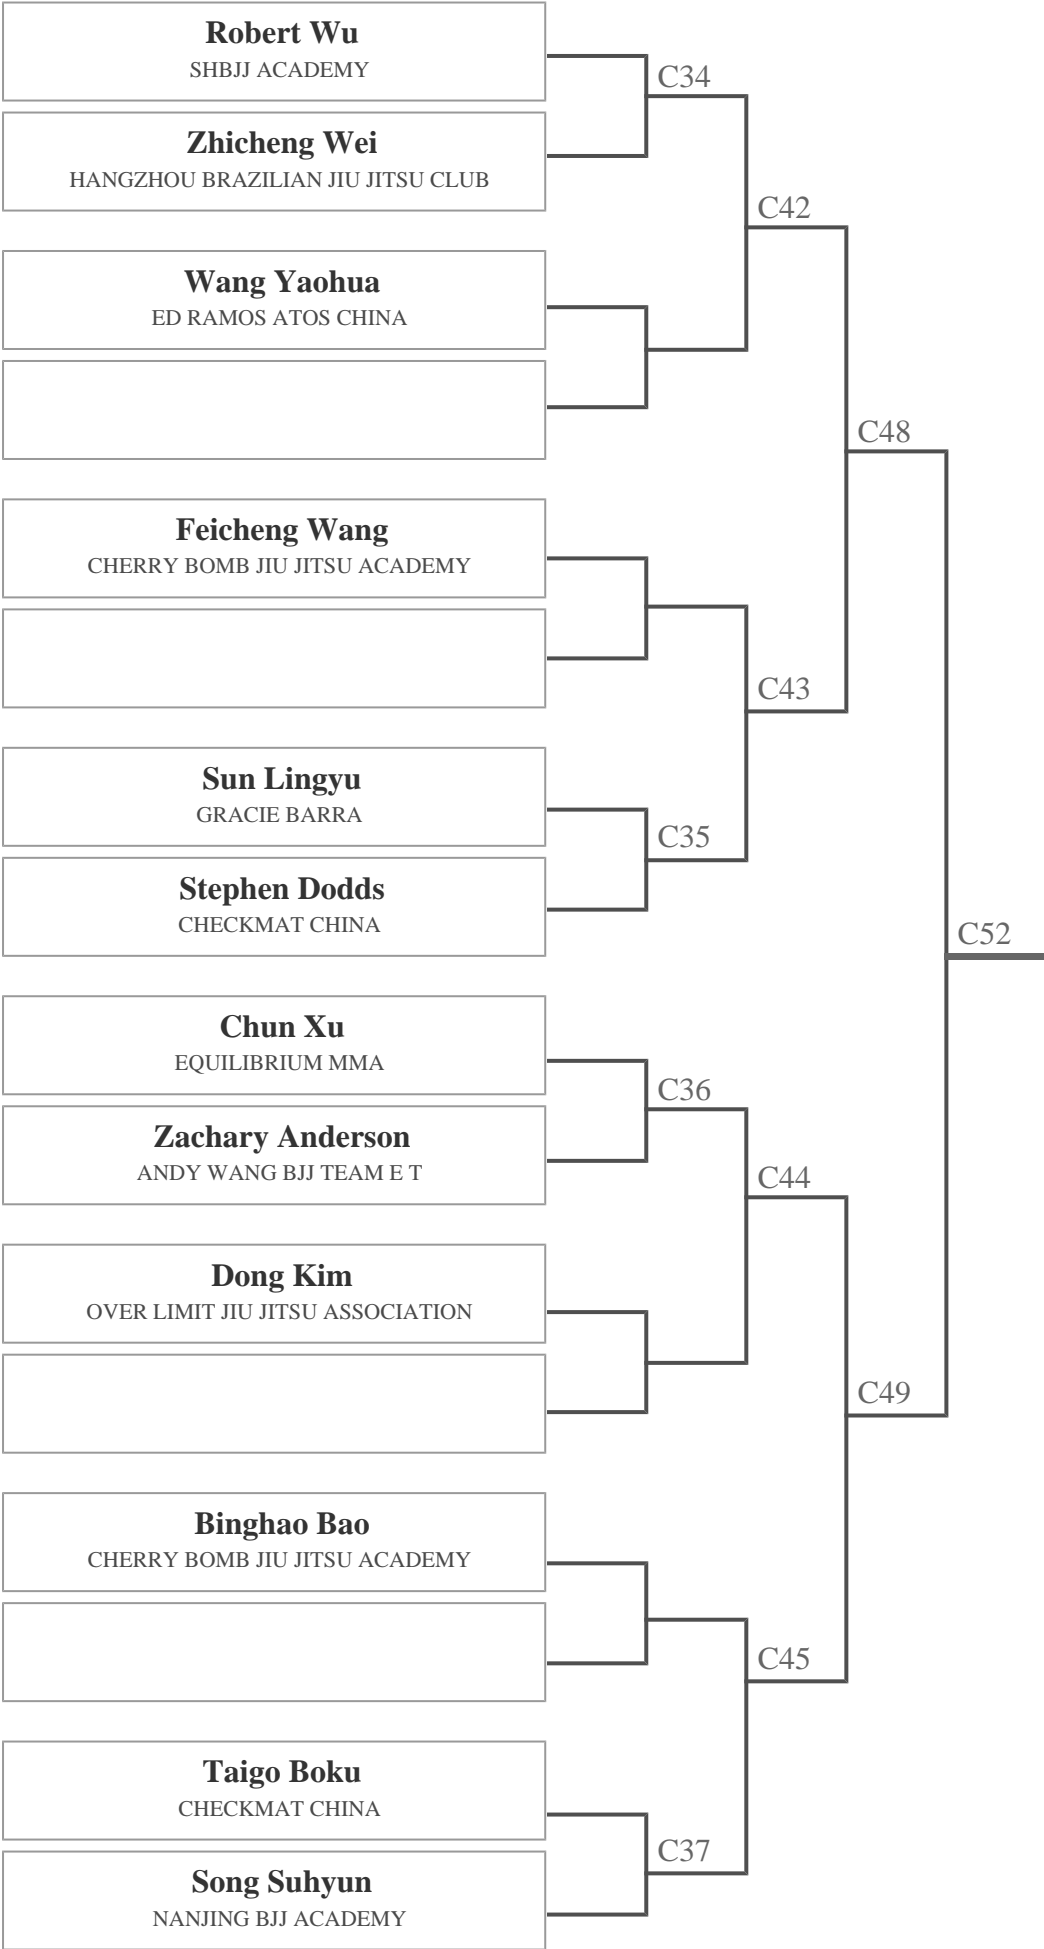 Robert Wu
SHBJJ ACADEMY
C34
Zhicheng Wei
HANGZHOU BRAZILIAN JIU JITSU CLUB
C42
Wang Yaohua
ED RAMOS ATOS CHINA
C48
Feicheng Wang
CHERRY BOMB JIU JITSU ACADEMY
C43
Sun Lingyu
GRACIE BARRA
C35
Stephen Dodds
CHECKMAT CHINA
C52
Chun Xu
EQUILIBRIUM MMA
C36
Zachary Anderson
ANDY WANG BJJ TEAM E T
C44
Dong Kim
OVER LIMIT JIU JITSU ASSOCIATION
C49
Binghao Bao
CHERRY BOMB JIU JITSU ACADEMY
C45
Taigo Boku
CHECKMAT CHINA
C37
Song Suhyun
NANJING BJJ ACADEMY